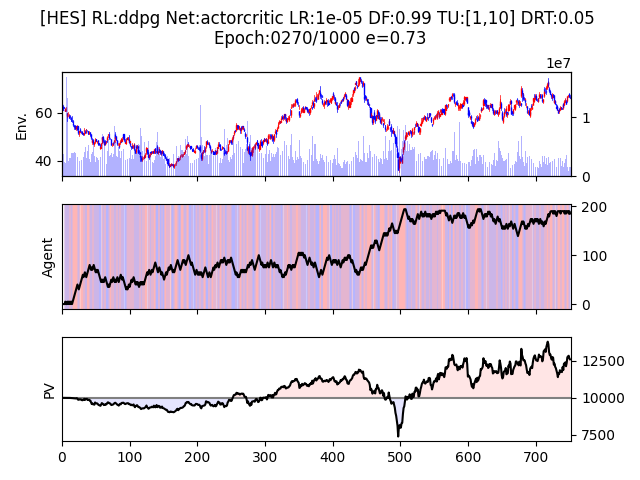 [HES] RL:ddpg Net:actorcritic LR:1e-05 DF:0.99 TU:[1,10] DRT:0.05
Epoch:0270/1000 e=0.73
1e7
Env.
60
40
1
0
Agent
200
100
0
PV
12500
10000
7500
0 100 200 300 400 500 600 700